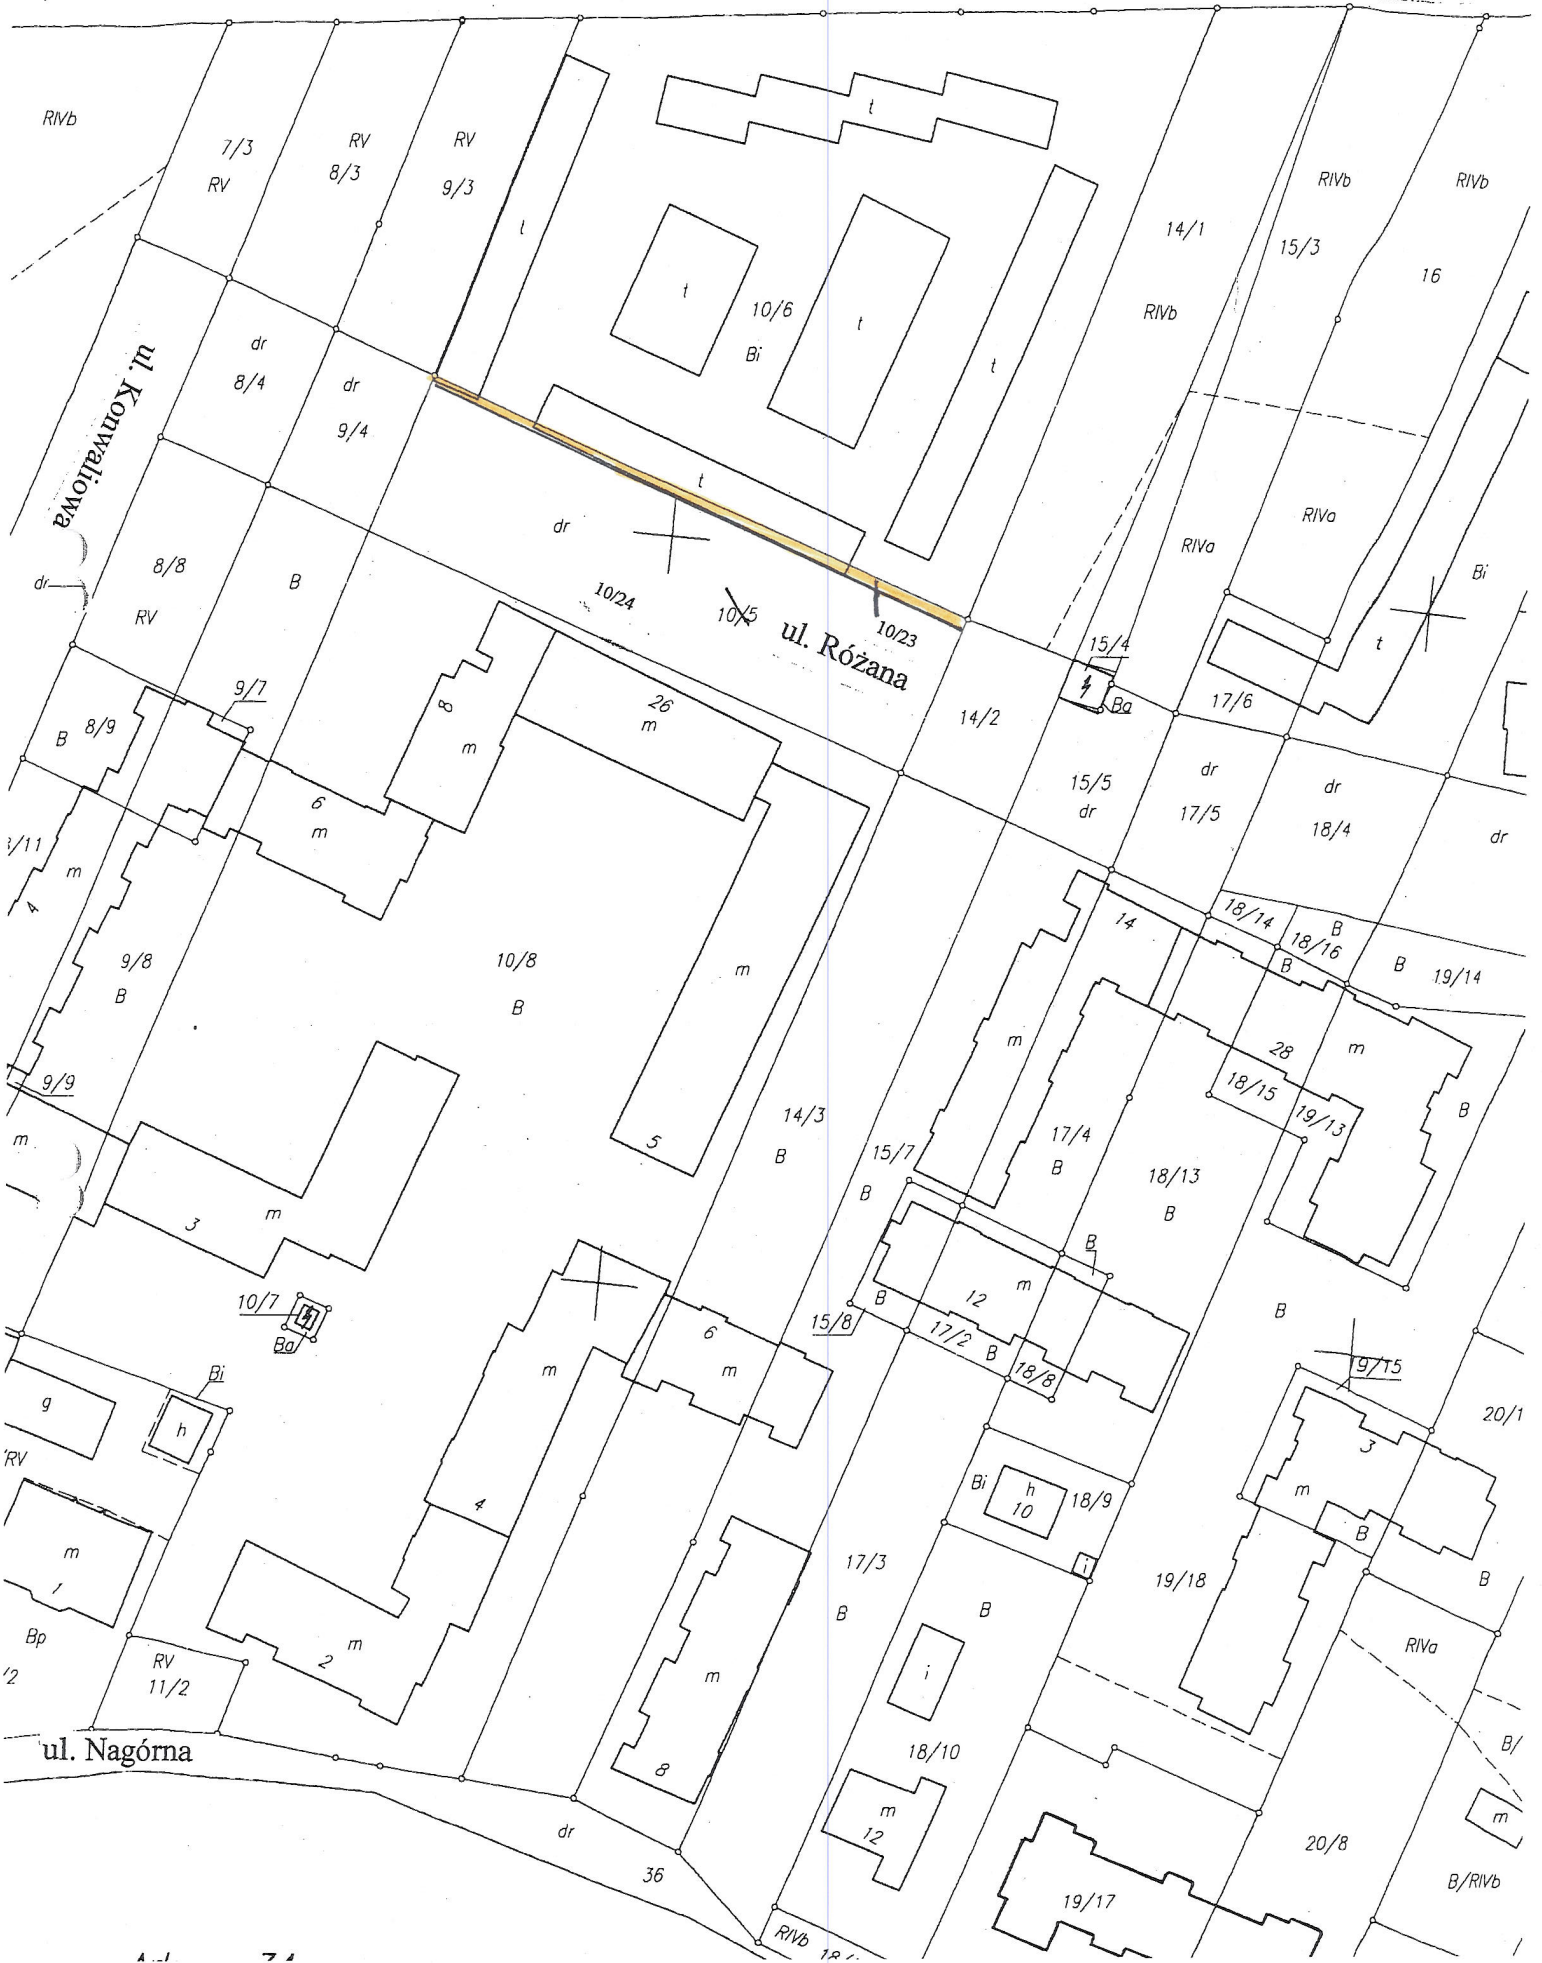 RIVb
7/3
RV
RV
8/3
RV
9/3
t
t
t
10/6
Bi
t
t
t
14/1
RIVb
RIVb
15/3
RIVb
16
ul. Konwaliowa
dr
8/4
dr
9/4
t
dr
RIVa
RIVa
Bi
t
8/8
RV
dr
B
10/24
10/5
ul. Różana
10/23
15/4
Ba
17/6
14/2
9/7
B
8/9
8
m
26
m
6
m
15/5
dr
dr
17/5
dr
18/4
dr
m
4
9/8
B
10/8
B
m
14
18/14
18/16
B
B
B
19/14
m
28
m
9/9
m
18/15
19/13
B
5
14/3
B
15/7
B
17/4
B
18/13
B
3
m
10/7
Ba
B
12
m
B
15/8
17/2
B
18/8
B
9/15
6
m
m
Bi
g
h
20/1
3
m
B
Bi
h
10
18/9
i
4
m
1
17/3
B
B
19/18
B
Bp
m
2
RV
11/2
m
i
RIVa
ul. Nagórna
8
18/10
B/
m
12
m
dr
36
20/8
B/RIVb
19/17
RIVb